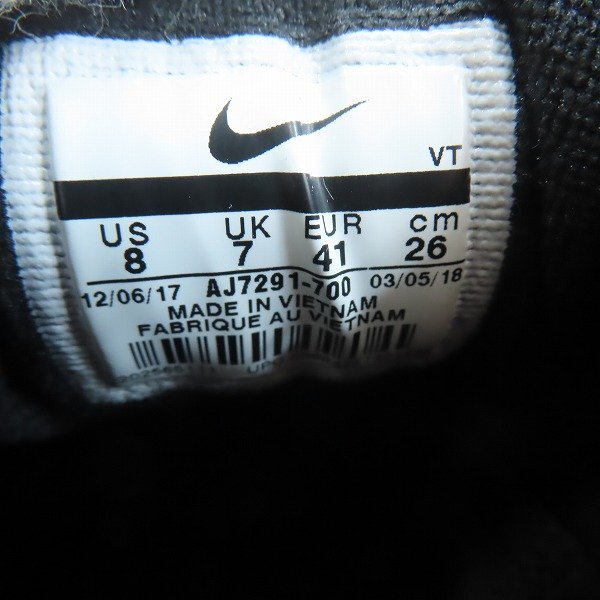 VT
US UK EUR cm
8 7 41 26
12/06/17 AJ7291-700 03/05/18
MADE IN VIETNAM
FABRIQUE AU VIETNAM